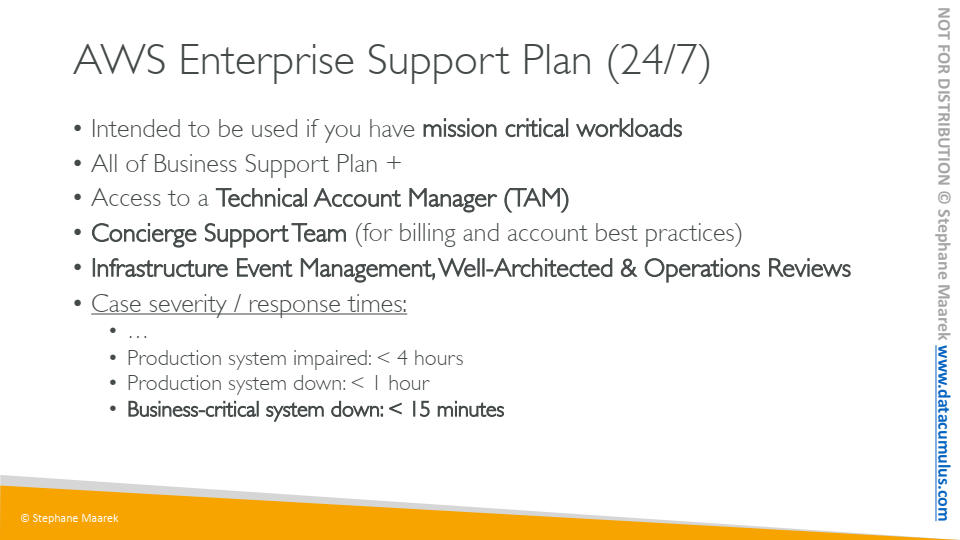 AWS Enterprise Support Plan (24/7)
• Intended to be used if you have mission critical workloads
• All of Business Support Plan +
• Access to a Technical Account Manager (TAM)
• Concierge Support Team (for billing and account best practices)
• Infrastructure Event Management, Well-Architected & Operations Reviews
• Case severity / response times:
• …
• Production system impaired: < 4 hours
• Production system down: < 1 hour
• Business-critical system down: < 15 minutes
© Stephane Maarek
NOT FOR DISTRIBUTION © Stephane Maarek www.datacumulus.com